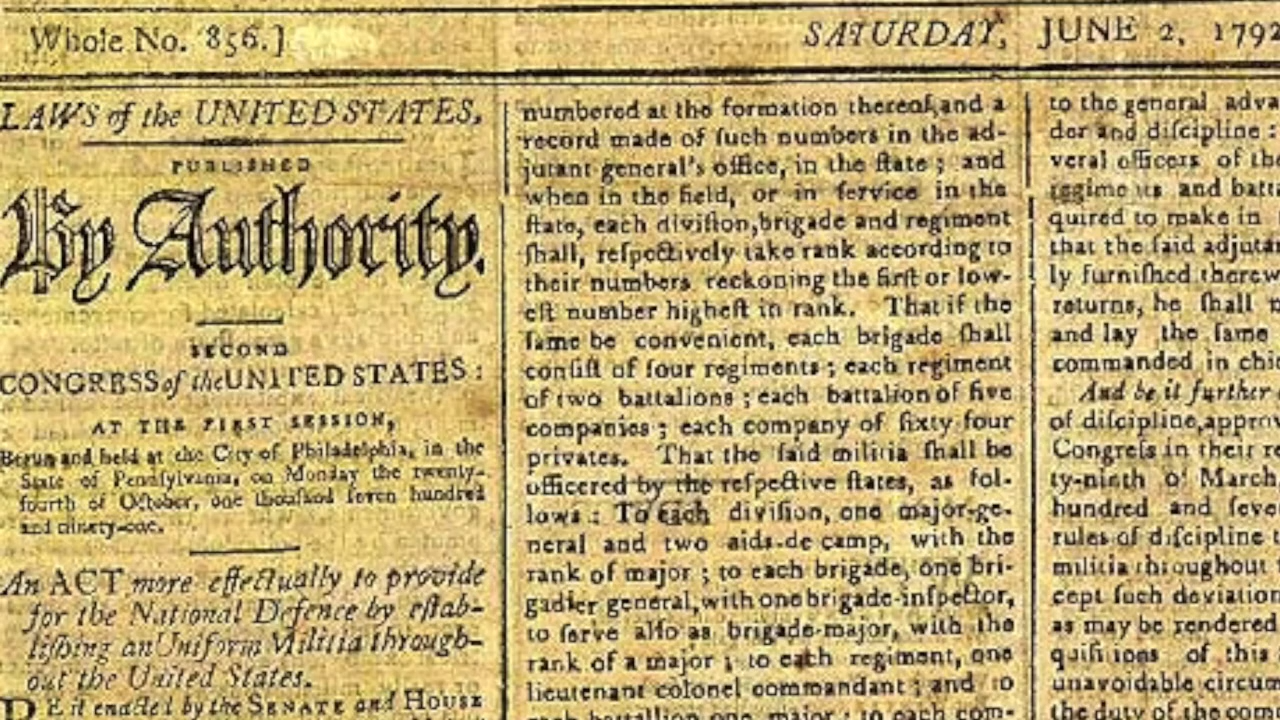 Whole No. 856.]
SATURDAY, JUNE 2, 1792
LAWS of the UNITED STATES,
PUBLISHED
By Authority.
SECOND
CONGRESS of the UNITED STATES:
AT THE FIRST SESSION,
Begun and held at the City of Philadelphia, in the
State of Pennſylvania, on Monday the twenty-
fourth of October, one thouſand ſeven hundred
and ninety-one.
An ACT more effectually to provide
for the National Defence by eſtab-
liſhing an Uniform Militia through-
out the United States.
BE it enacted by the SENATE and HOUSE
numbered at the formation thereof, and a
record made of ſuch numbers in the ad-
jutant general's office, in the ſtate; and
when in the field, or in ſervice in the
ſtate, each diviſion, brigade and regiment
ſhall, reſpectively take rank according to
their numbers reckoning the firſt or low-
eſt number higheſt in rank. That if the
ſame be convenient, each brigade ſhall
conſiſt of four regiments; each regiment
of two battalions; each battalion of five
companies; each company of ſixty four
privates. That the ſaid militia ſhall be
officered by the reſpective ſtates, as fol-
lows: To each diviſion, one major-ge-
neral and two aids-de camp, with the
rank of major; to each brigade, one bri-
gadier general, with one brigade-inſpector,
to ſerve alſo as brigade-major, with the
rank of a major; to each regiment, one
lieutenant colonel commandant; and to
each battallion one major; to each com-
to the general adva
der and diſcipline:
veral officers of the
regiments and batt
quired to make in
that the ſaid adjuta
ly furniſhed therew
returns, he ſhall
and lay the ſame
commanded in chie
And be it further
of diſcipline, approv
Congreſs in their re
ty-ninth of March,
hundred and ſeve
rules of diſcipline t
militia throughout t
cept ſuch deviation
as may be rendered
quiſitions of this
unavoidable circum
the duty of the com